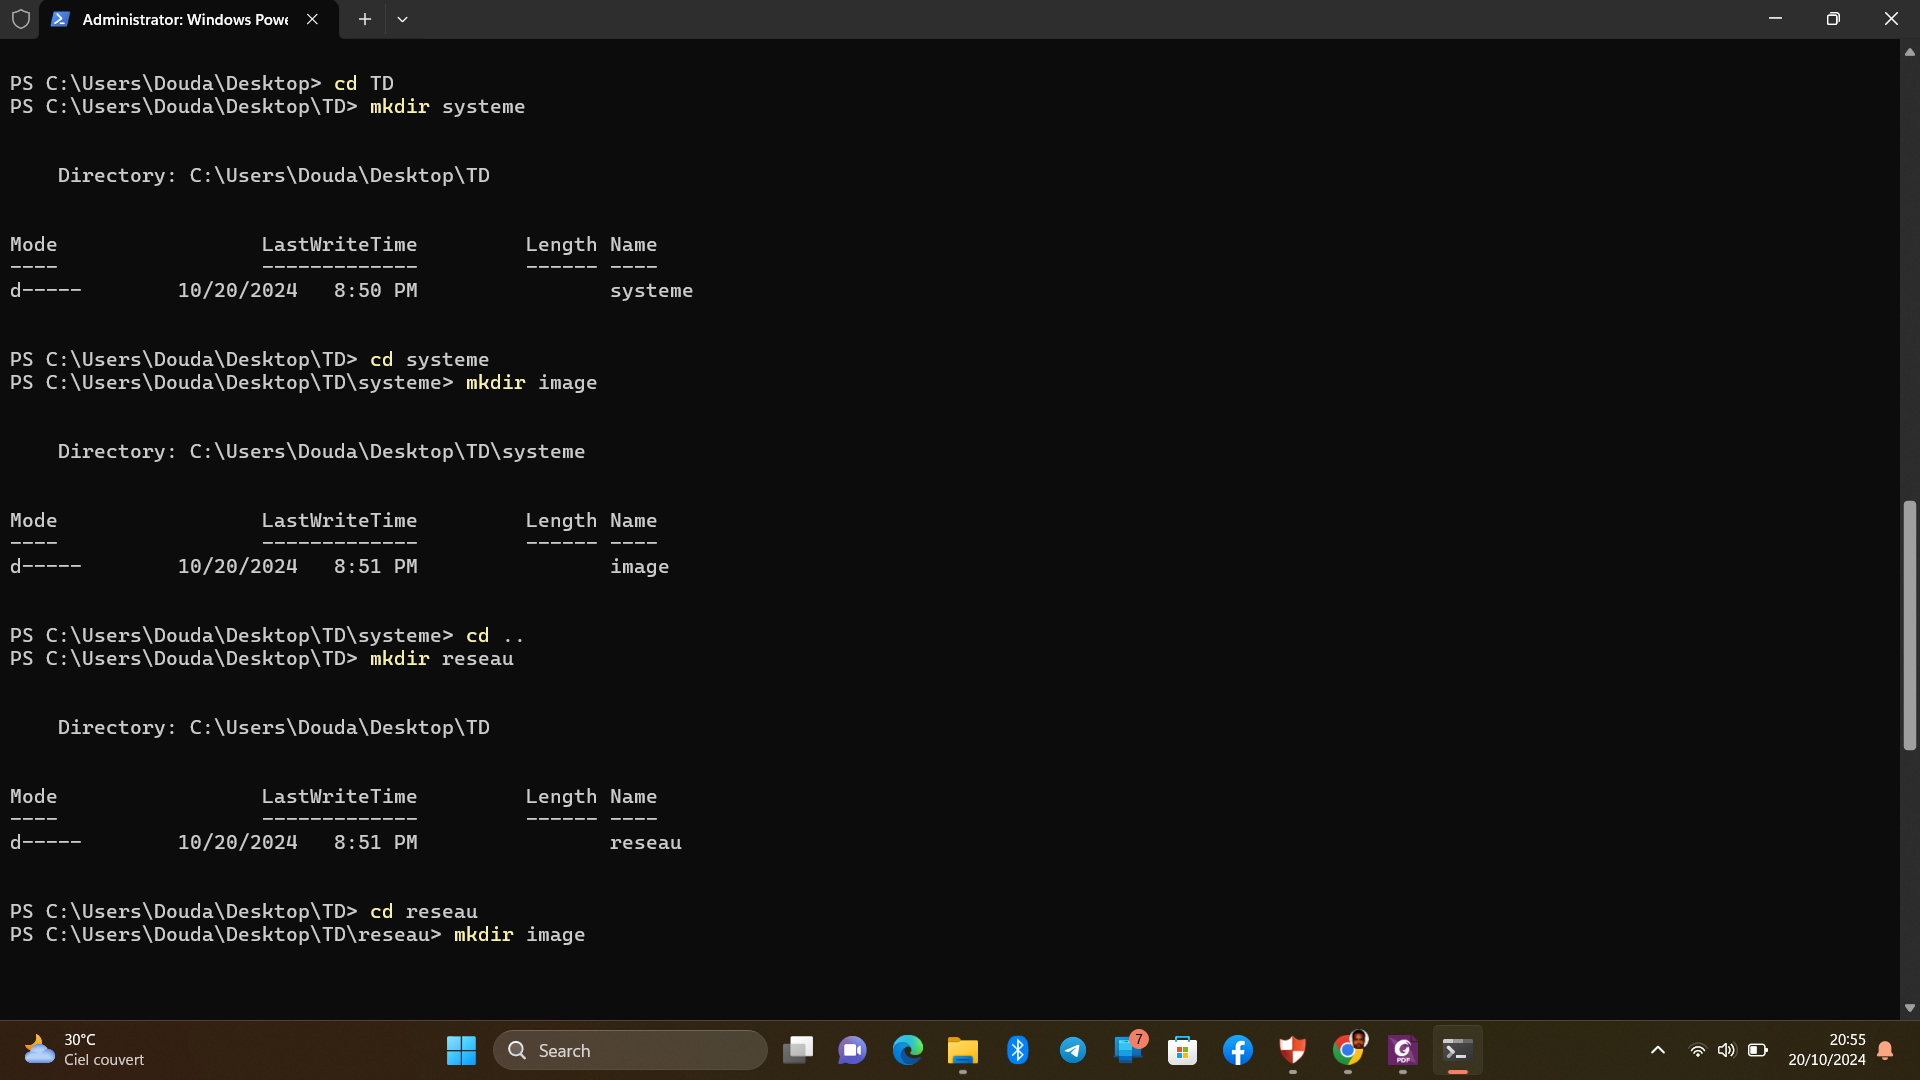 Administrator: Windows Powe
PS C:\Users\Douda\Desktop> cd TD
PS C:\Users\Douda\Desktop\TD> mkdir systeme
Directory: C:\Users\Douda\Desktop\TD
Mode                 LastWriteTime         Length Name
----                 -------------         ------ ----
d-----        10/20/2024   8:50 PM                systeme
PS C:\Users\Douda\Desktop\TD> cd systeme
PS C:\Users\Douda\Desktop\TD\systeme> mkdir image
Directory: C:\Users\Douda\Desktop\TD\systeme
Mode                 LastWriteTime         Length Name
----                 -------------         ------ ----
d-----        10/20/2024   8:51 PM                image
PS C:\Users\Douda\Desktop\TD\systeme> cd ..
PS C:\Users\Douda\Desktop\TD> mkdir reseau
Directory: C:\Users\Douda\Desktop\TD
Mode                 LastWriteTime         Length Name
----                 -------------         ------ ----
d-----        10/20/2024   8:51 PM                reseau
PS C:\Users\Douda\Desktop\TD> cd reseau
PS C:\Users\Douda\Desktop\TD\reseau> mkdir image
30°C
Ciel couvert
Search
7
PDF
20:55
20/10/2024